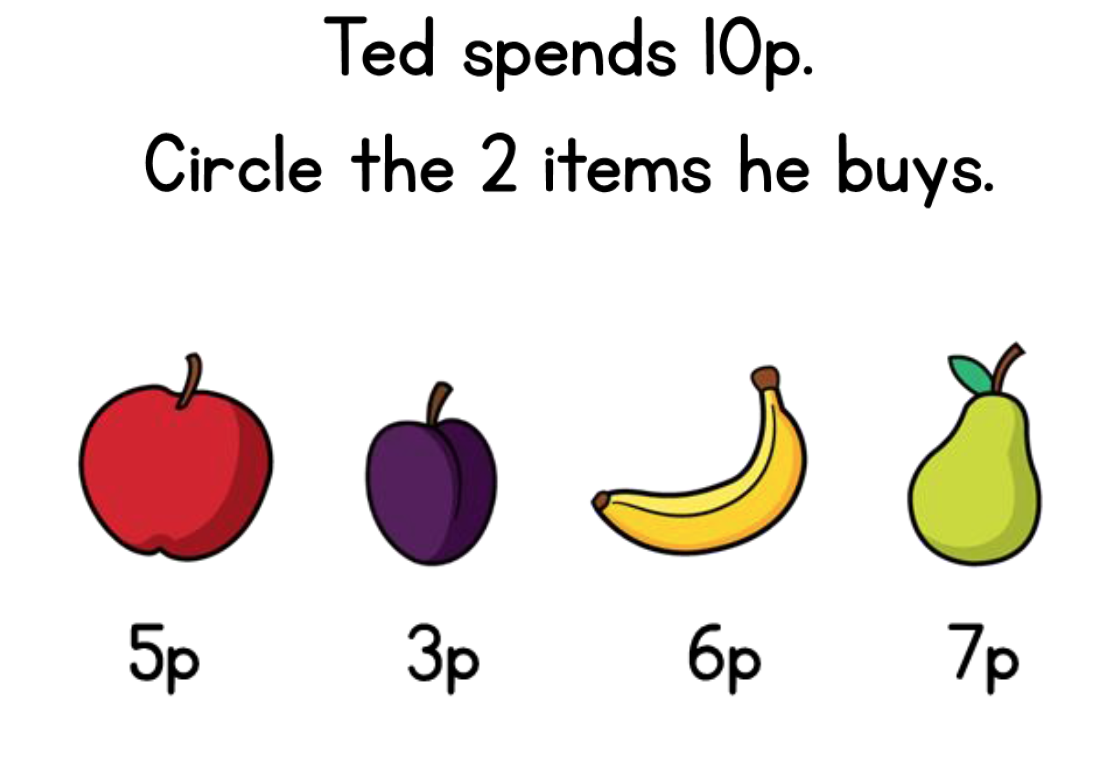 Ted spends 10p.
Circle the 2 items he buys.
5p 3p 6p 7p